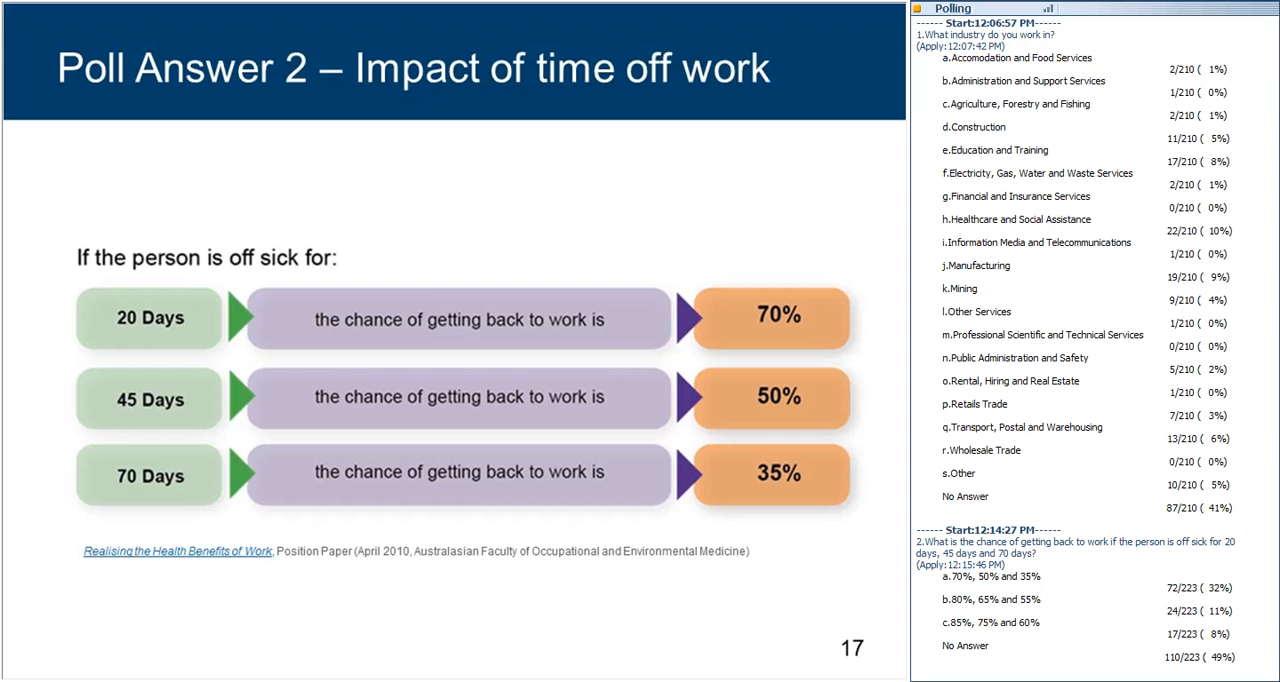 Poll Answer 2 – Impact of time off work
If the person is off sick for:
20 Days
the chance of getting back to work is
70%
45 Days
the chance of getting back to work is
50%
70 Days
the chance of getting back to work is
35%
Realising the Health Benefits of Work, Position Paper (April 2010, Australasian Faculty of Occupational and Environmental Medicine)
17
Polling
------ Start:12:06:57 PM------
1.What industry do you work in?
(Apply:12:07:42 PM)
a.Accomodation and Food Services
2/210 ( 1%)
b.Administration and Support Services
1/210 ( 0%)
c.Agriculture, Forestry and Fishing
2/210 ( 1%)
d.Construction
11/210 ( 5%)
e.Education and Training
17/210 ( 8%)
f.Electricity, Gas, Water and Waste Services
2/210 ( 1%)
g.Financial and Insurance Services
0/210 ( 0%)
h.Healthcare and Social Assistance
22/210 ( 10%)
i.Information Media and Telecommunications
1/210 ( 0%)
j.Manufacturing
19/210 ( 9%)
k.Mining
9/210 ( 4%)
l.Other Services
1/210 ( 0%)
m.Professional Scientific and Technical Services
0/210 ( 0%)
n.Public Administration and Safety
5/210 ( 2%)
o.Rental, Hiring and Real Estate
1/210 ( 0%)
p.Retails Trade
7/210 ( 3%)
q.Transport, Postal and Warehousing
13/210 ( 6%)
r.Wholesale Trade
0/210 ( 0%)
s.Other
10/210 ( 5%)
No Answer
87/210 ( 41%)
------ Start:12:14:27 PM------
2.What is the chance of getting back to work if the person is off sick for 20
days, 45 days and 70 days?
(Apply:12:15:46 PM)
a.70%, 50% and 35%
72/223 ( 32%)
b.80%, 65% and 55%
24/223 ( 11%)
c.85%, 75% and 60%
17/223 ( 8%)
No Answer
110/223 ( 49%)